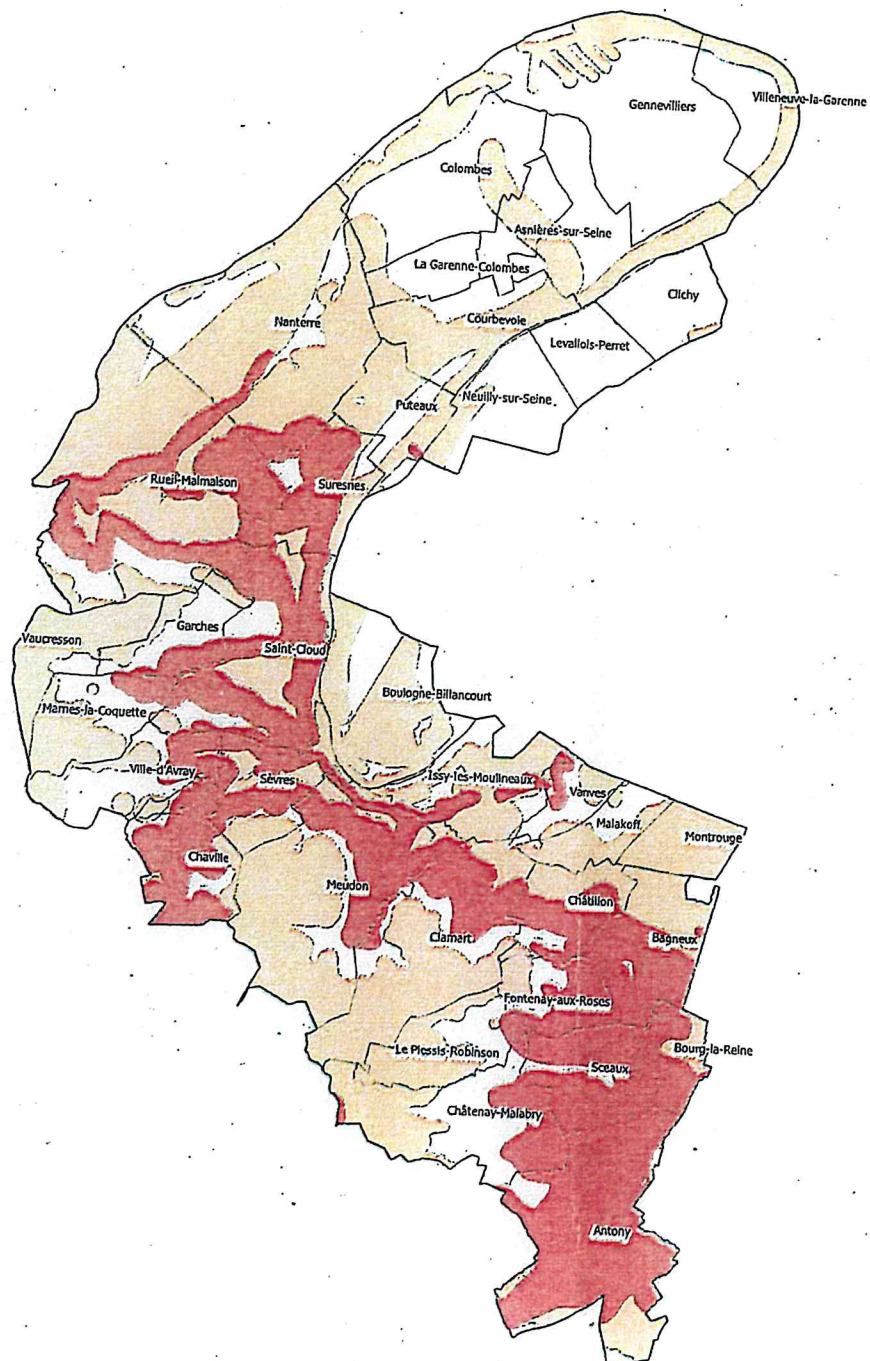 Villeneuve-la-Garenne
Gennevilliers
Colombes
Asnières-sur-Seine
La Garenne-Colombes
Clichy
Nanterre
Courbevoie
Levallois-Perret
Neuilly-sur-Seine
Puteaux
Rueil-Malmaison
Suresnes
Garches
Vaucresson
Saint-Cloud
Boulogne-Billancourt
Marnes-la-Coquette
Ville-d'Avray
Sèvres
Issy-les-Moulineaux
Vanves
Malakoff
Montrouge
Chaville
Meudon
Châtillon
Clamart
Bagneux
Fontenay-aux-Roses
Le Plessis-Robinson
Bourg-la-Reine
Sceaux
Châtenay-Malabry
Antony